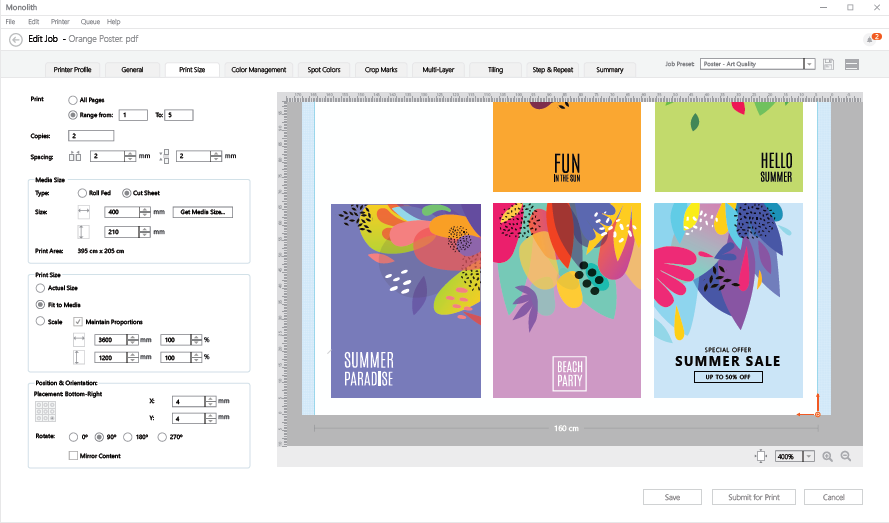 Monolith
File Edit Printer Queue Help
Edit Job - Orange Poster. pdf
2
Printer Profile General Print Size Color Management Spot Colors Crop Marks Multi-Layer Tiling Step & Repeat Summary
Job Preset: Poster - Art Quality
Print All Pages
Range from: 1 To: 5
Copies: 2
Spacing: 2 mm 2 mm
Media Size
Type: Roll Fed Cut Sheet
Size: 400 mm Get Media Size...
210 mm
Print Area: 395 cm x 205 cm
Print Size
Actual Size
Fit to Media
Scale Maintain Proportions
3600 mm 100 %
1200 mm 100 %
Position & Orientation:
Placement: Bottom-Right
X: 4 mm
Y: 4 mm
Rotate: 0º 90º 180º 270º
Mirror Content
FUN
IN THE SUN
HELLO
SUMMER
SUMMER
PARADISE
BEACH
PARTY
SPECIAL OFFER
SUMMER SALE
UP TO 50% OFF
160 cm
400%
Save Submit for Print Cancel